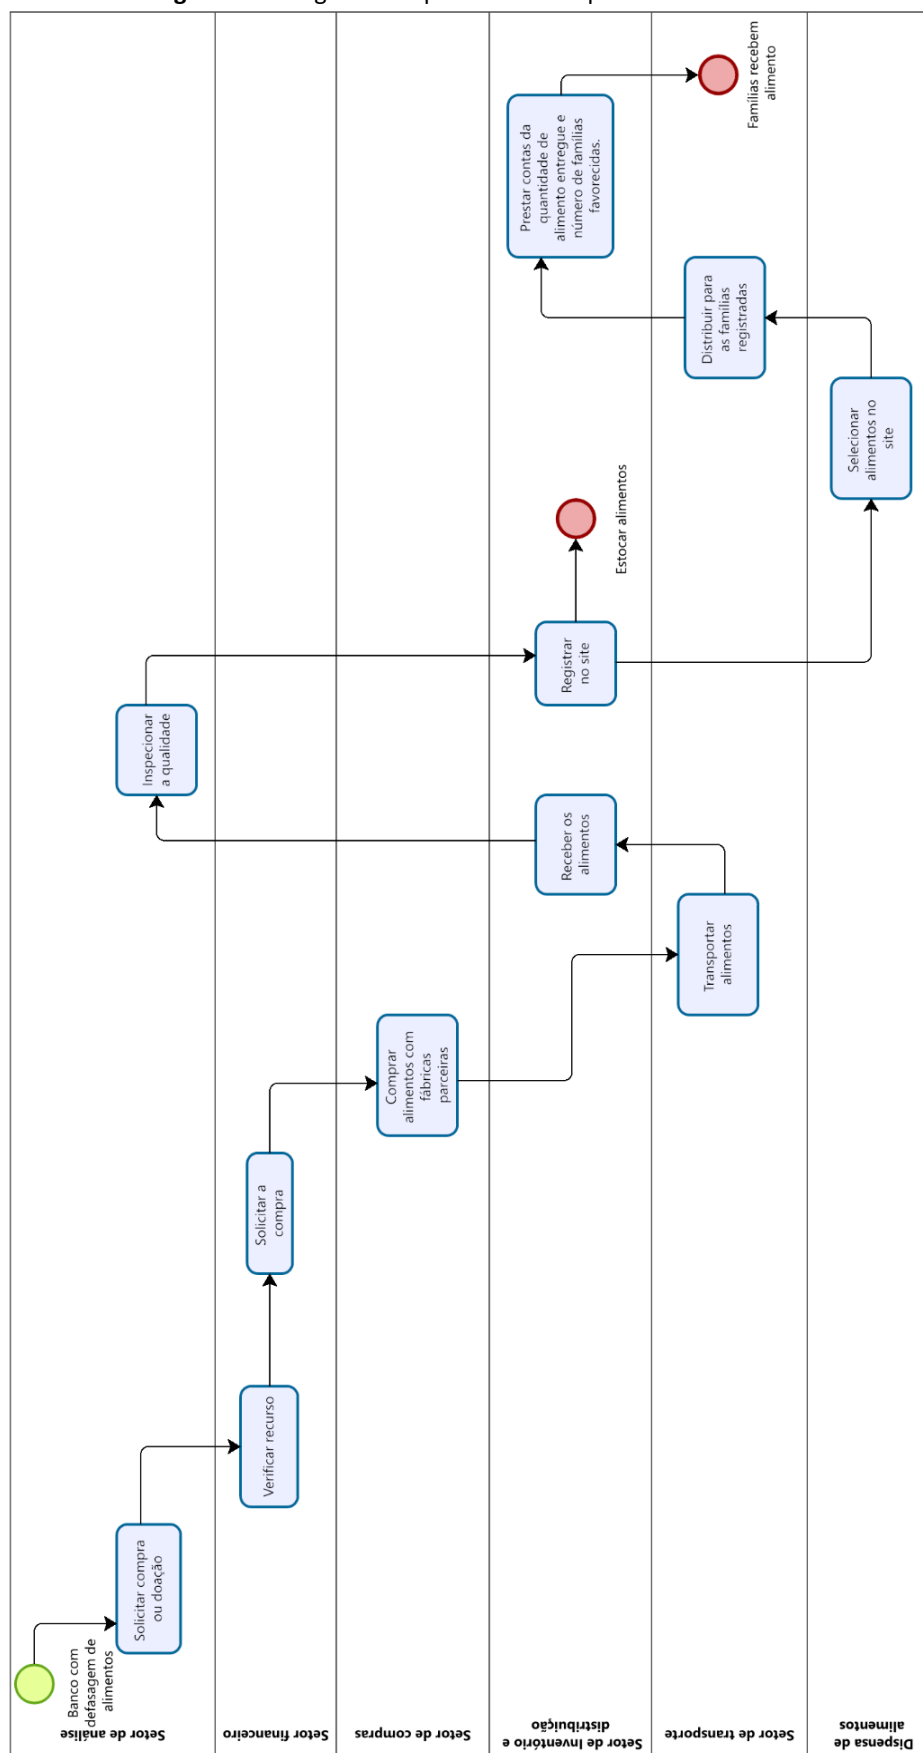 Setor de análise
Banco com
defasagem de
alimentos
Solicitar compra
ou doação
Inspecionar
a qualidade
Setor financeiro
Verificar recurso
Solicitar a
compra
Setor de compras
Comprar
alimentos com
fábricas
parceiras
Setor de Inventório e
distribuição
Receber os
alimentos
Registrar
no site
Estocar alimentos
Prestar contas da
quantidade de
alimento entregue e
número de famílias
favorecidas.
Setor de transporte
Transportar
alimentos
Distribuir para
as famílias
registradas
Famílias recebem
alimento
Dispensa de
alimentos
Selecionar
alimentos no
site